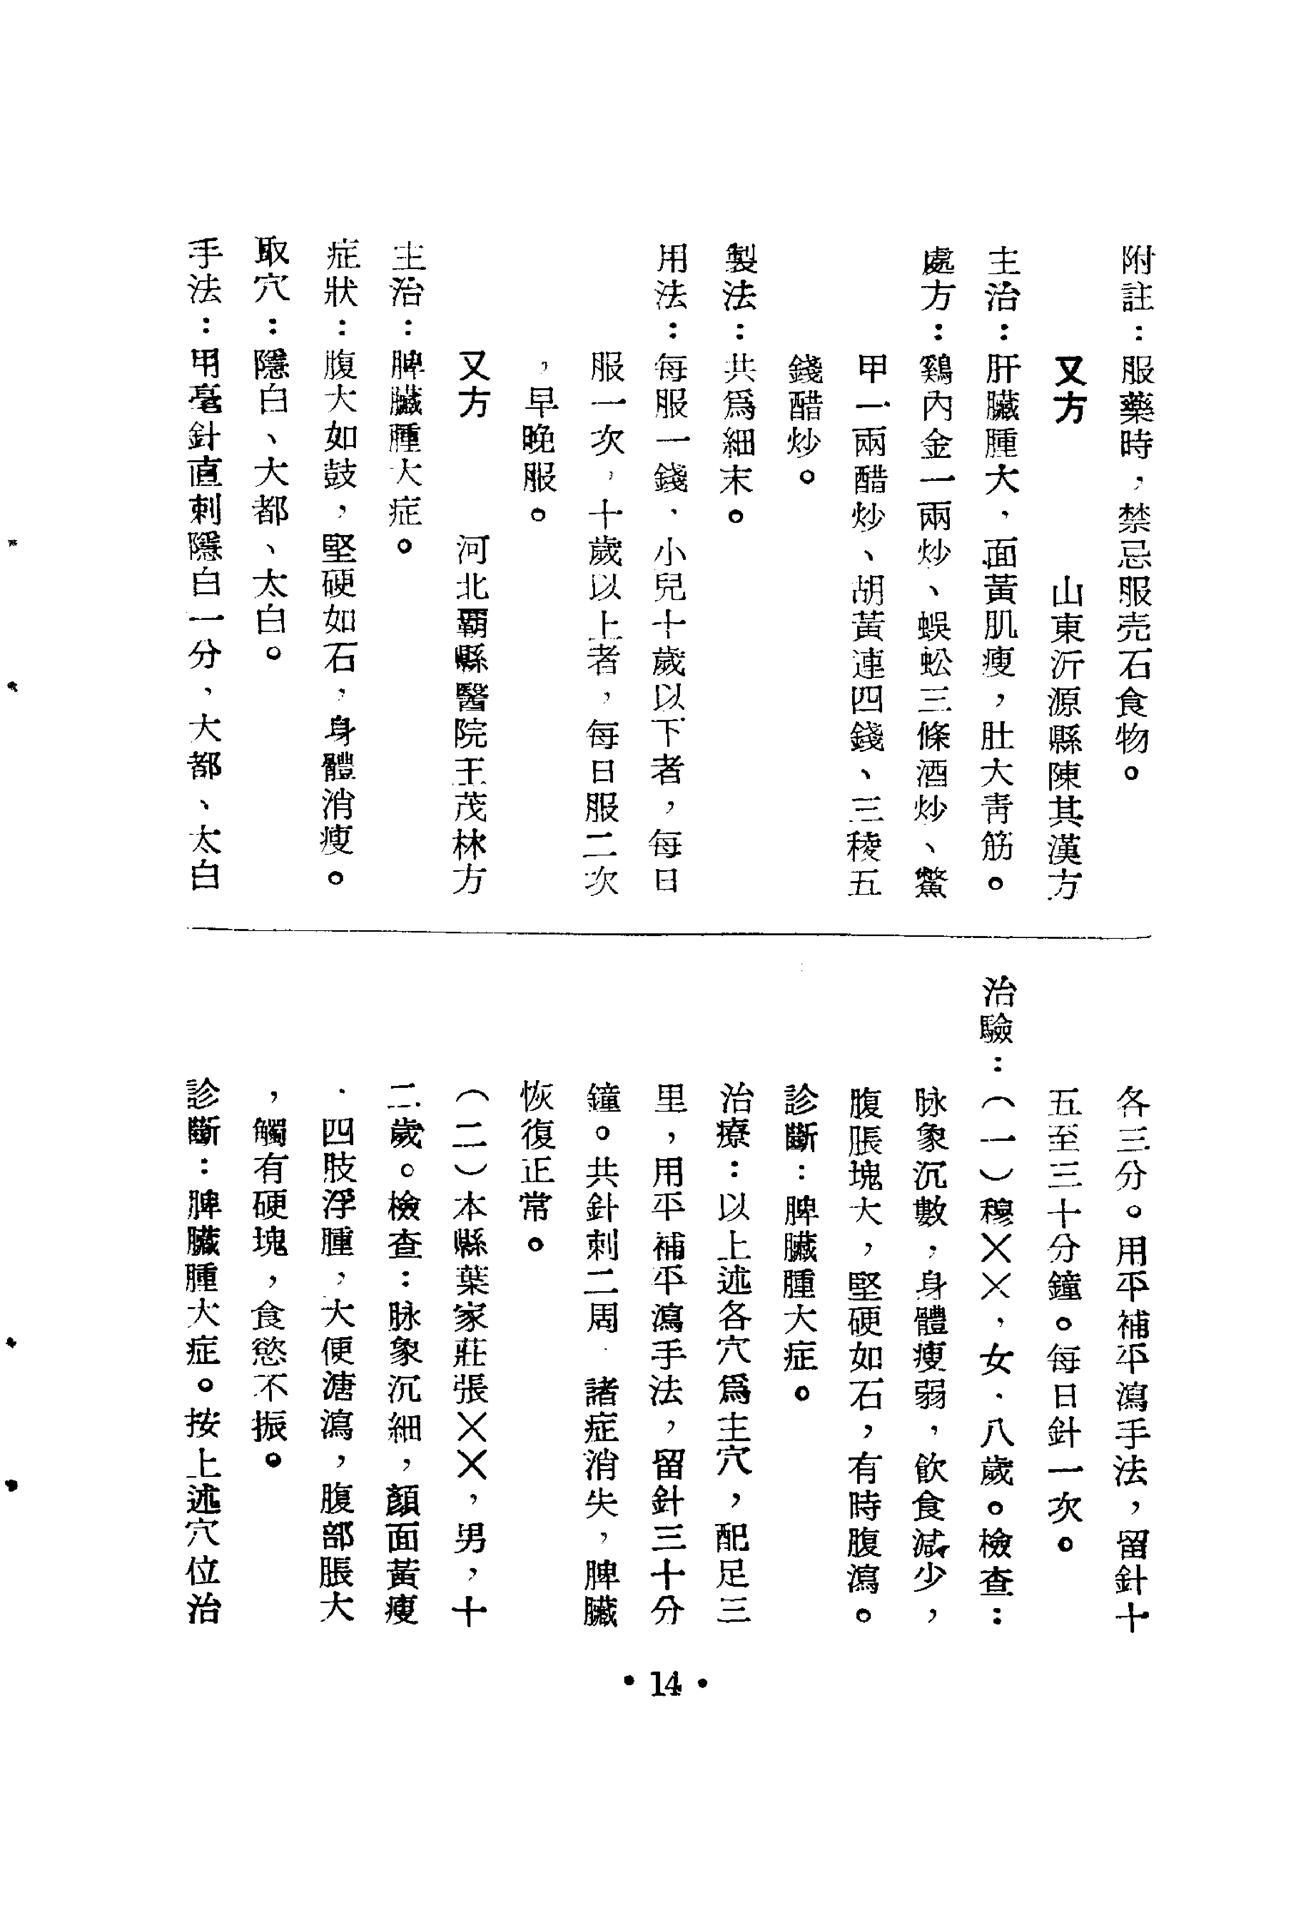 附註：服藥時，禁忌服壳石食物。
又方　山東沂源縣陳其漢方
主治：肝臟腫大，面黃肌瘦，肚大靑筋。
處方：鷄內金一兩炒、蜈蚣三條酒炒、鱉
甲一兩醋炒、胡黃連四錢、三稜五
錢醋炒。
製法：共爲細末。
用法：每服一錢，小兒十歲以下者，每日
服一次，十歲以上者，每日服二次
，早晚服。
又方　河北霸縣醫院王茂林方
主治：脾臟腫大症。
症狀：腹大如鼓，堅硬如石，身體消瘦。
取穴：隱白、大都、太白。
手法：用毫針直刺隱白一分，大都、太白
各三分。用平補平瀉手法，留針十
五至三十分鐘。每日針一次。
治驗：（一）穆××，女，八歲。檢查：
脉象沉數，身體瘦弱，飲食減少，
腹脹塊大，堅硬如石，有時腹瀉。
診斷：脾臟腫大症。
治療：以上述各穴爲主穴，配足三
里，用平補平瀉手法，留針三十分
鐘。共針刺二周，諸症消失，脾臟
恢復正常。
（二）本縣葉家莊張××，男，十
二歲。檢查：脉象沉細，顏面黃瘦
，四肢浮腫，大便溏瀉，腹部脹大
，觸有硬塊，食慾不振。
診斷：脾臟腫大症。按上述穴位治
• 14 •